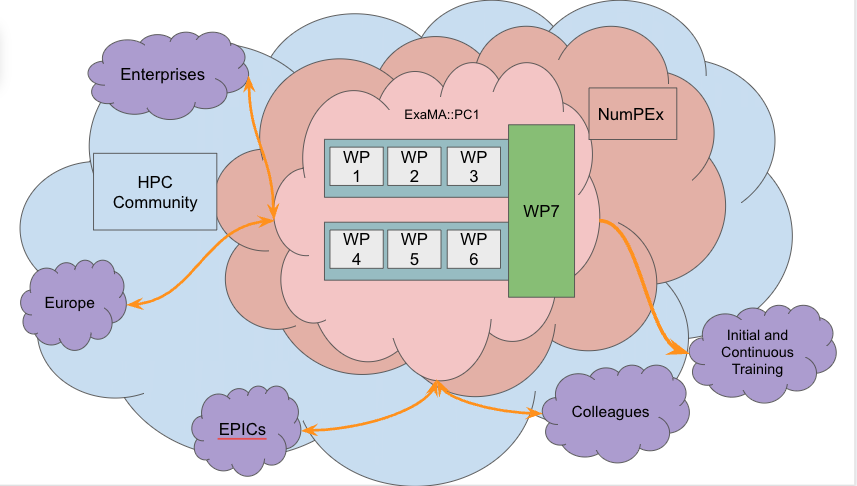 Enterprises
ExaMA::PC1
NumPEx
WP
1
WP
2
WP
3
HPC
Community
WP7
WP
4
WP
5
WP
6
Europe
Initial and
Continuous
Training
Colleagues
EPICs